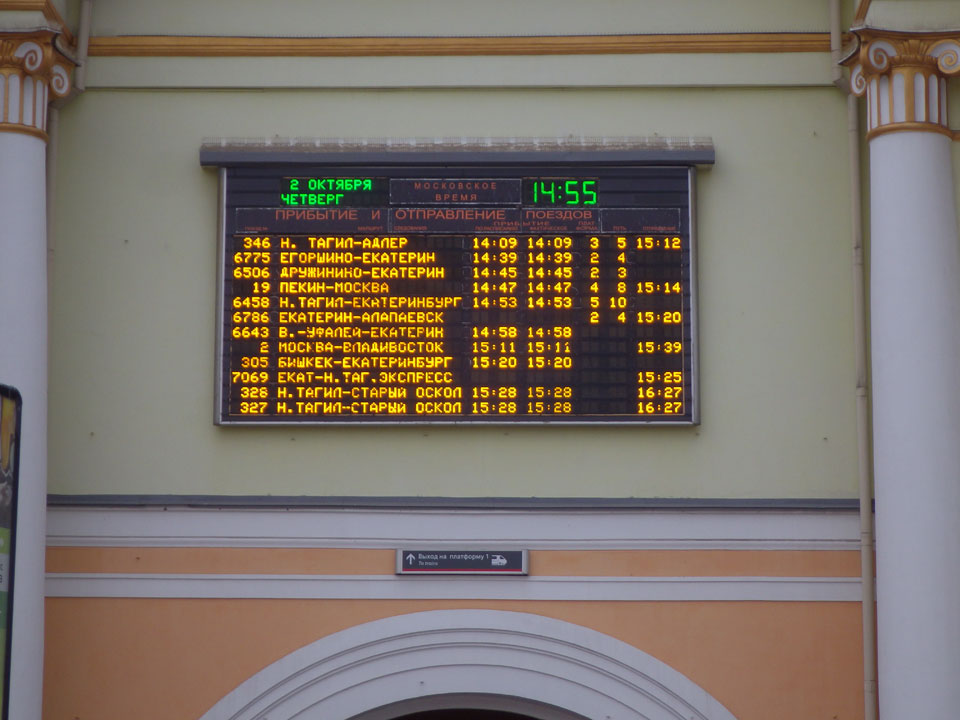 2 ОКТЯБРЯ
ЧЕТВЕРГ
МОСКОВСКОЕ
ВРЕМЯ
14:55
ПРИБЫТИЕ И ОТПРАВЛЕНИЕ ПОЕЗДОВ
346 Н. ТАГИЛ-АДЛЕР 14:09 14:09 3 5 15:12
6775 ЕГОРШИНО-ЕКАТЕРИН 14:39 14:39 2 4
6506 ДРУЖИНИНО-ЕКАТЕРИН 14:45 14:45 2 3
19 ПЕКИН-МОСКВА 14:47 14:47 4 8 15:14
6458 Н.ТАГИЛ-ЕКАТЕРИНБУРГ 14:53 14:53 5 10
6786 ЕКАТЕРИН-АЛАПАЕВСК 2 4 15:20
6643 В.-УФАЛЕЙ-ЕКАТЕРИН 14:58 14:58
2 МОСКВА-ВЛАДИВОСТОК 15:11 15:11 15:39
305 БИШКЕК-ЕКАТЕРИНБУРГ 15:20 15:20
7069 ЕКАТ-Н.ТАГ.ЭКСПРЕСС 15:25
328 Н.ТАГИЛ-СТАРЫЙ ОСКОЛ 15:28 15:28 16:27
327 Н.ТАГИЛ-СТАРЫЙ ОСКОЛ 15:28 15:28 16:27
Выход на платформу 1